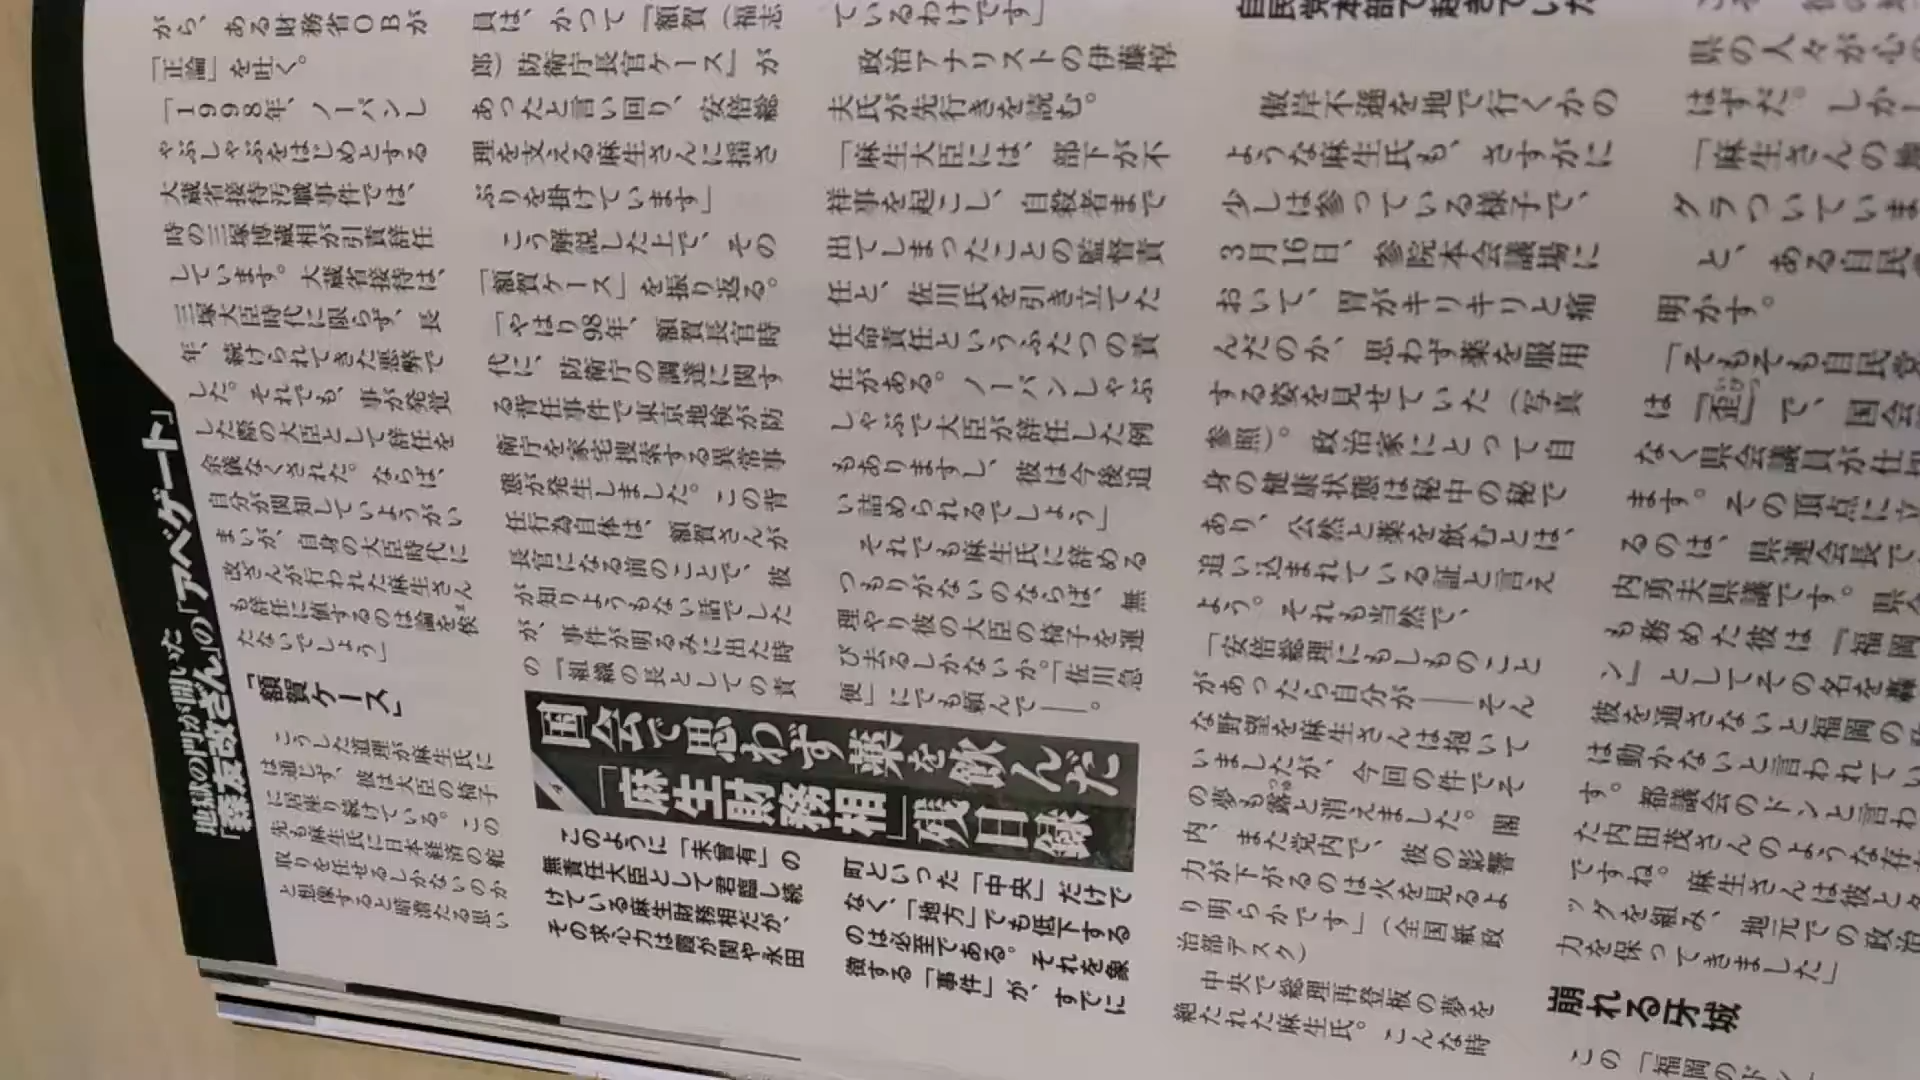 地獄の門が開いた
「森友改ざん」の「アベゲート」
がら、ある財務省OBが
「正論」を吐く。
「1998年、ノーパンし
ゃぶしゃぶをはじめとする
大蔵省接待汚職事件では、
時の三塚博蔵相が引責辞任
しています。大蔵省接待は、
三塚大臣時代に限らず、長
年、続けられてきた悪弊で
した。それでも、事が発覚
した際の大臣として辞任を
余儀なくされた。ならば、
自分が関知していようがい
まいが、自身の大臣時代に
改ざんが行われた麻生さん
も辞任に値するのは論を俟
たないでしょう」
「額賀ケース」
こうした道理が麻生氏に
は通じず、彼は大臣の椅子
に居座り続けている。この
先も麻生氏に日本経済の舵
取りを任せるしかないのか
と想像すると暗澹たる思い
員は、かつて『額賀(福志
郎)防衛庁長官ケース』が
あったと言い回り、安倍総
理を支える麻生さんに揺さ
ぶりを掛けています」
こう解説した上で、その
「額賀ケース」を振り返る。
「やはり98年、額賀長官時
代に、防衛庁の調達に関す
る背任事件で東京地検が防
衛庁を家宅捜索する異常事
態が発生しました。この背
任行為自体は、額賀さんが
長官になる前のことで、彼
が知りようもない話でした
が、事件が明るみに出た時
の『組織の長としての責
ているわけです」
政治アナリストの伊藤惇
夫氏が先行きを読む。
「麻生大臣には、部下が不
祥事を起こし、自殺者まで
出てしまったことの監督責
任と、佐川氏を引き立てた
任命責任というふたつの責
任がある。ノーパンしゃぶ
しゃぶで大臣が辞任した例
もありますし、彼は今後追
い詰められるでしょう」
それでも麻生氏に辞める
つもりがないのならば、無
理やり彼の大臣の椅子を運
び去るしかないか。「佐川急
便」にでも頼んで――。
国会で思わず薬を飲んだ
「麻生財務相」残日録
このように「未曾有」の
無責任大臣として君臨し続
けている麻生財務相だが、
その求心力は霞が関や永田
町といった「中央」だけで
なく、「地方」でも低下する
のは必至である。それを象
徴する「事件」が、すでに
自民党本部で起きていた
傲岸不遜を地で行くかの
ような麻生氏も、さすがに
少しは参っている様子で、
3月16日、参院本会議場に
おいて、胃がキリキリと痛
んだのか、思わず薬を服用
する姿を見せていた(写真
参照)。政治家にとって自
身の健康状態は秘中の秘で
あり、公然と薬を飲むとは、
追い込まれている証と言え
よう。それも当然で、
「安倍総理にもしものこと
があったら自分が――そん
な野望を麻生さんは抱いて
いましたが、今回の件でそ
の夢も露と消えました。閣
内、また党内で、彼の影響
力が下がるのは火を見るよ
り明らかです」(全国紙政
治部デスク)
中央で総理再登板の夢を
絶たれた麻生氏。こんな時
県の人々が心の
はずだ。しかし
「麻生さんの
グラついていま
と、ある自民
明かす。
「そもそも自民党
は『歪』で、国会
なく県会議員が仕切
ます。その頂点に立
るのは、県連会長で、
内勇夫県議です。県
も務めた彼は『福岡
ン』としてその名を轟
彼を通さないと福岡の
は動かないと言われてい
す。都議会のドンと言わ
た内田茂さんのような存
ですね。麻生さんは彼とタ
ッグを組み、地元での政治
力を保ってきました」
崩れる牙城
この「福岡のド